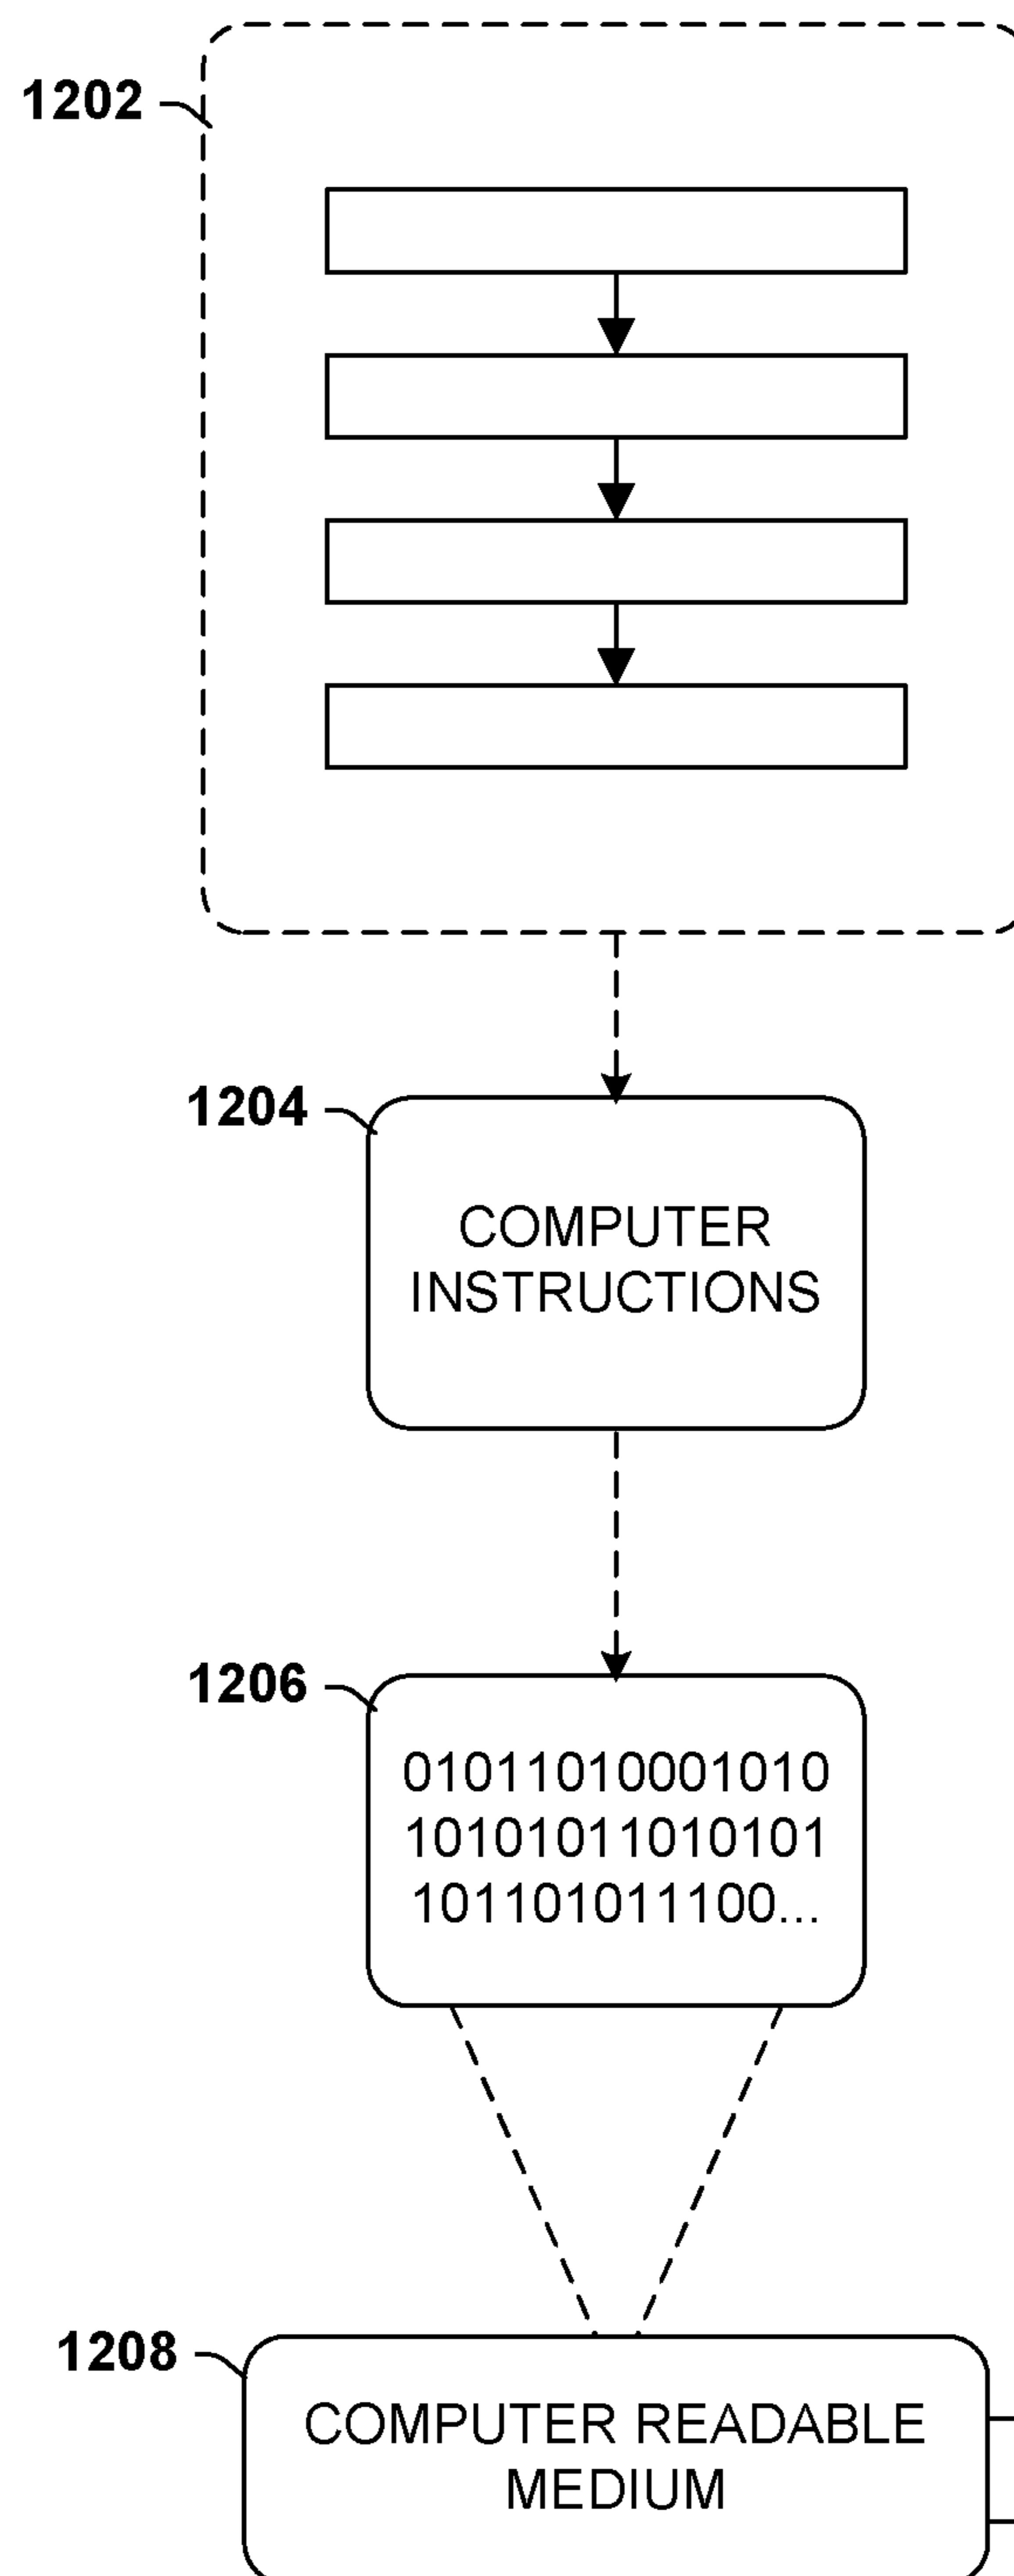 1202
1204
COMPUTER
INSTRUCTIONS
1206
01011010001010
10101011010101
101101011100...
1208
COMPUTER READABLE
MEDIUM